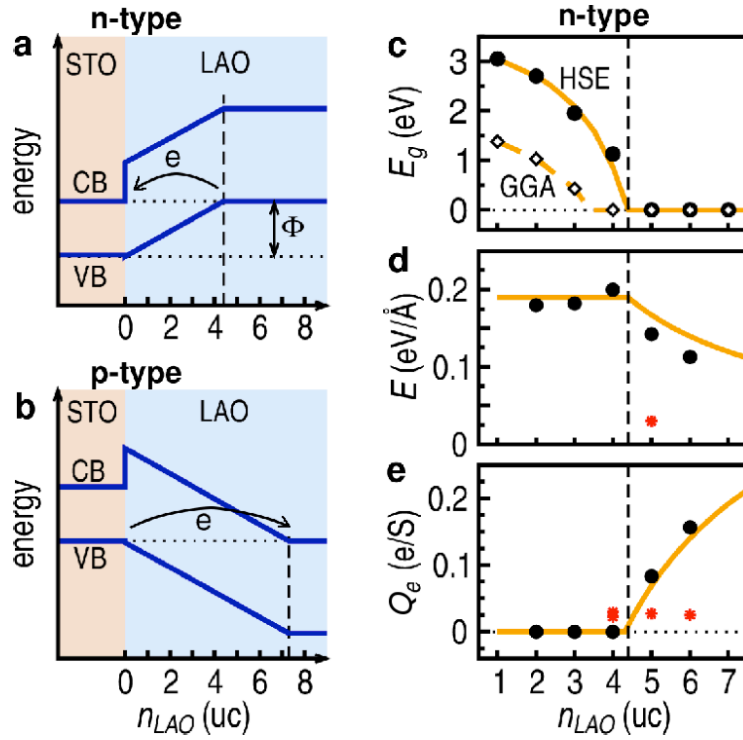 n-type
a
STO
LAO
energy
CB
e
Φ
VB
0 2 4 6 8
n_LAO (uc)
p-type
b
STO
LAO
energy
CB
e
VB
0 2 4 6 8
n_LAO (uc)
n-type
c
3
2
1
0
E_g (eV)
HSE
GGA
d
0.2
0.1
0
E (eV/Å)
e
0.2
0.1
0
Q_e (e/S)
1 2 3 4 5 6 7
n_LAO (uc)